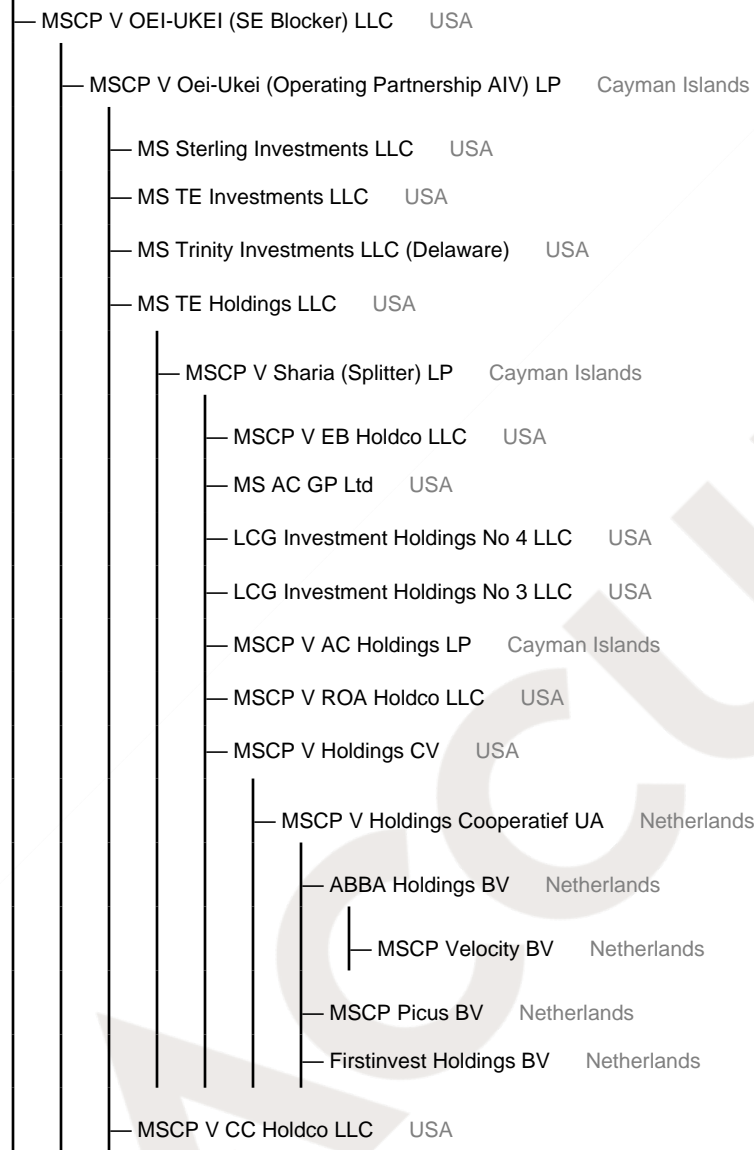 MSCP V OEI-UKEI (SE Blocker) LLC USA
MSCP V Oei-Ukei (Operating Partnership AIV) LP Cayman Islands
MS Sterling Investments LLC USA
MS TE Investments LLC USA
MS Trinity Investments LLC (Delaware) USA
MS TE Holdings LLC USA
MSCP V Sharia (Splitter) LP Cayman Islands
MSCP V EB Holdco LLC USA
MS AC GP Ltd USA
LCG Investment Holdings No 4 LLC USA
LCG Investment Holdings No 3 LLC USA
MSCP V AC Holdings LP Cayman Islands
MSCP V ROA Holdco LLC USA
MSCP V Holdings CV USA
MSCP V Holdings Cooperatief UA Netherlands
ABBA Holdings BV Netherlands
MSCP Velocity BV Netherlands
MSCP Picus BV Netherlands
Firstinvest Holdings BV Netherlands
MSCP V CC Holdco LLC USA